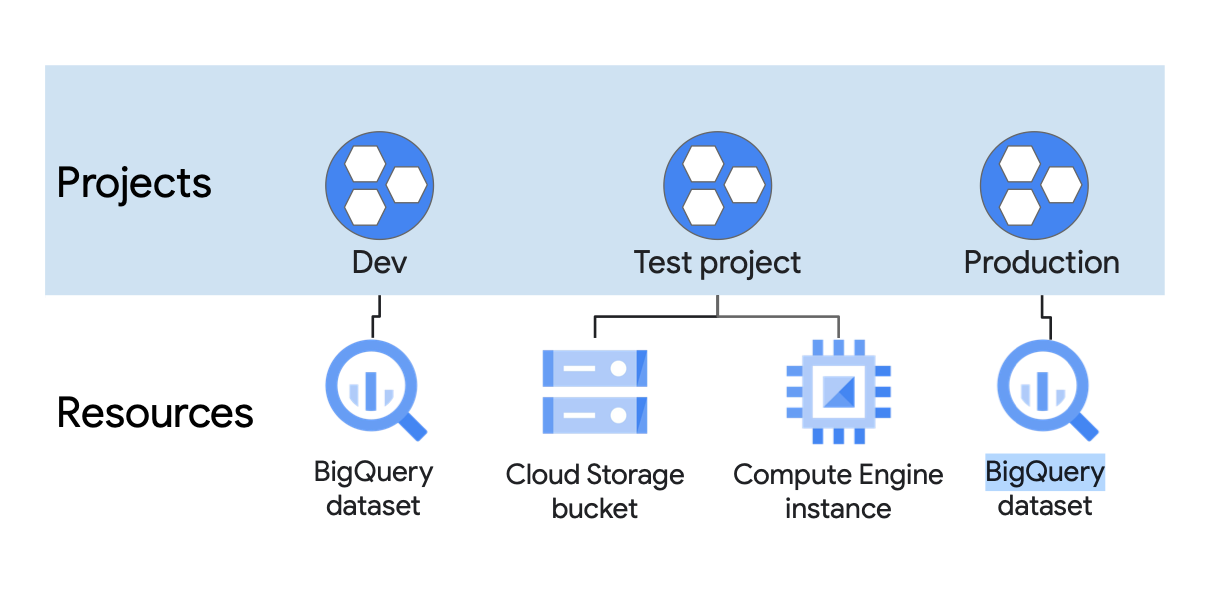 Projects
Dev
Test project
Production
Resources
BigQuery
dataset
Cloud Storage
bucket
Compute Engine
instance
BigQuery
dataset